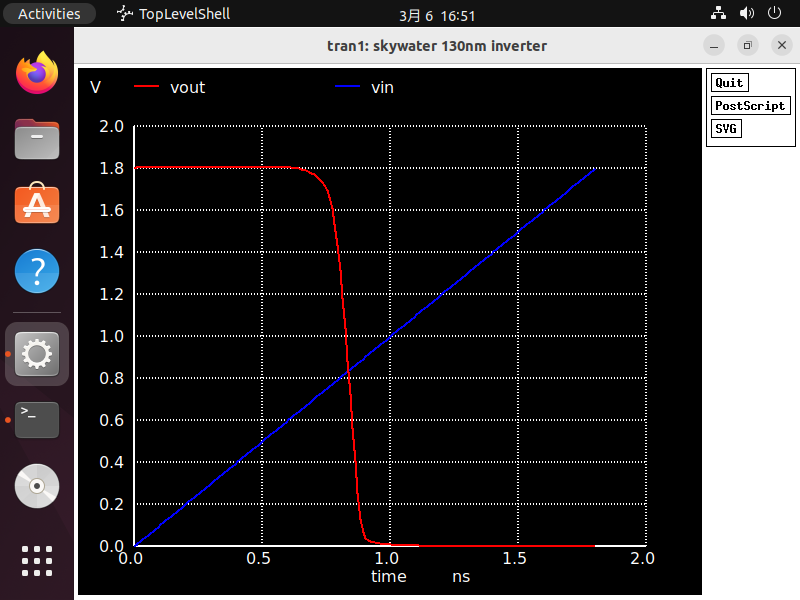 Activities
TopLevelShell
3月 6 16:51
tran1: skywater 130nm inverter
Quit
PostScript
SVG
V
vout
vin
2.0
1.8
1.6
1.4
1.2
1.0
0.8
0.6
0.4
0.2
0.0
0.0 0.5 1.0 1.5 2.0
time ns
>_